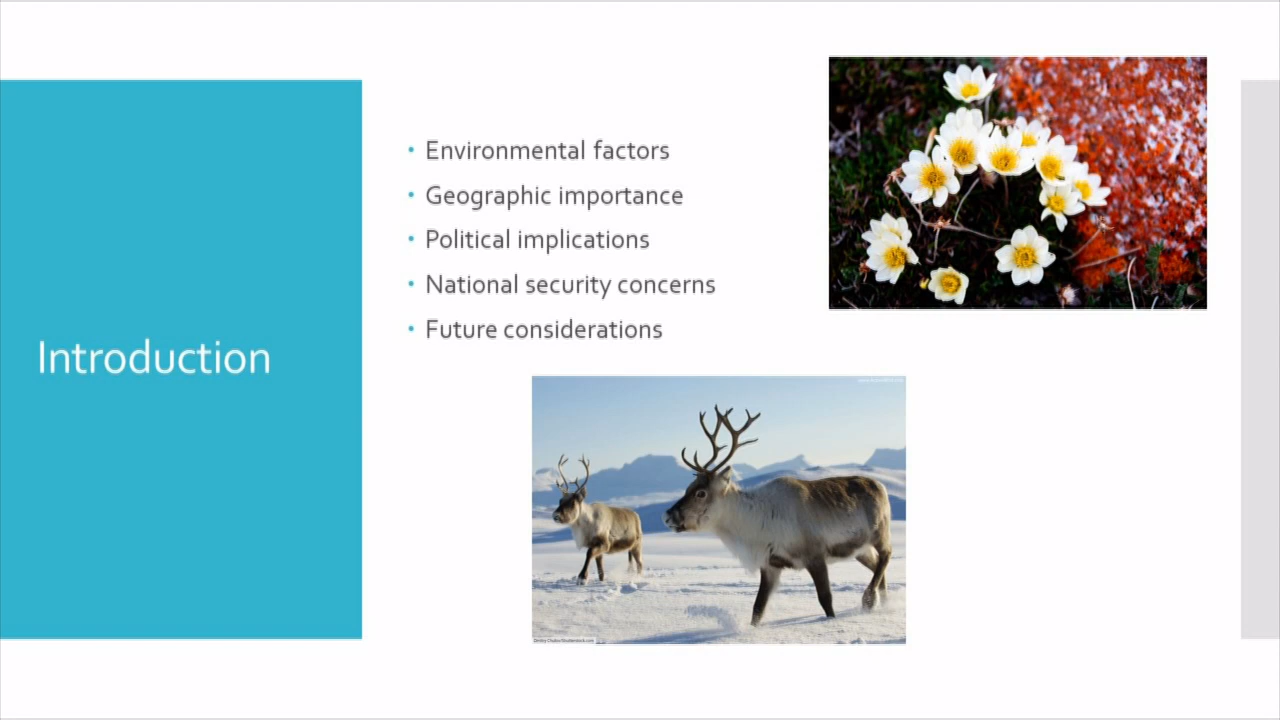 Introduction
• Environmental factors
• Geographic importance
• Political implications
• National security concerns
• Future considerations